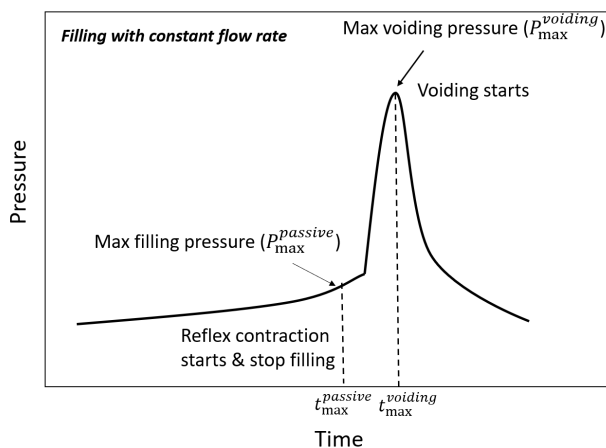 Filling with constant flow rate
Max voiding pressure (P_max^voiding)
Voiding starts
Pressure
Max filling pressure (P_max^passive)
Reflex contraction
starts & stop filling
t_max^passive t_max^voiding
Time